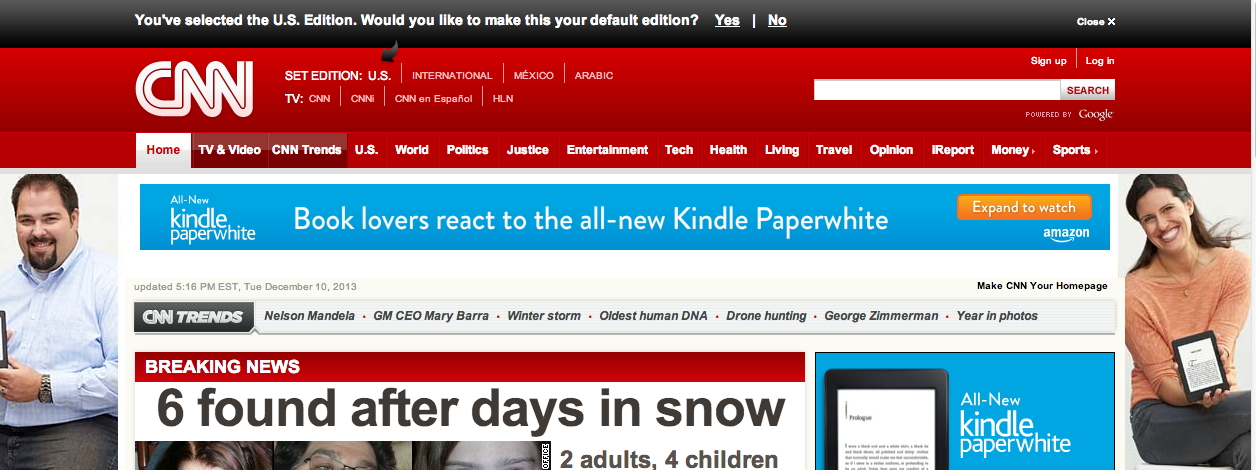 You've selected the U.S. Edition. Would you like to make this your default edition? Yes | No
Close X
CNN
SET EDITION: U.S. INTERNATIONAL MÉXICO ARABIC
TV: CNN CNNi CNN en Español HLN
Sign up Log in
SEARCH
POWERED BY Google
Home TV & Video CNN Trends U.S. World Politics Justice Entertainment Tech Health Living Travel Opinion iReport Money Sports
All-New
kindle
paperwhite
Book lovers react to the all-new Kindle Paperwhite
Expand to watch
amazon
updated 5:16 PM EST, Tue December 10, 2013
Make CNN Your Homepage
CNN TRENDS Nelson Mandela • GM CEO Mary Barra • Winter storm • Oldest human DNA • Drone hunting • George Zimmerman • Year in photos
BREAKING NEWS
6 found after days in snow
OFFICE
2 adults, 4 children
Prologue
All-New
kindle
paperwhite